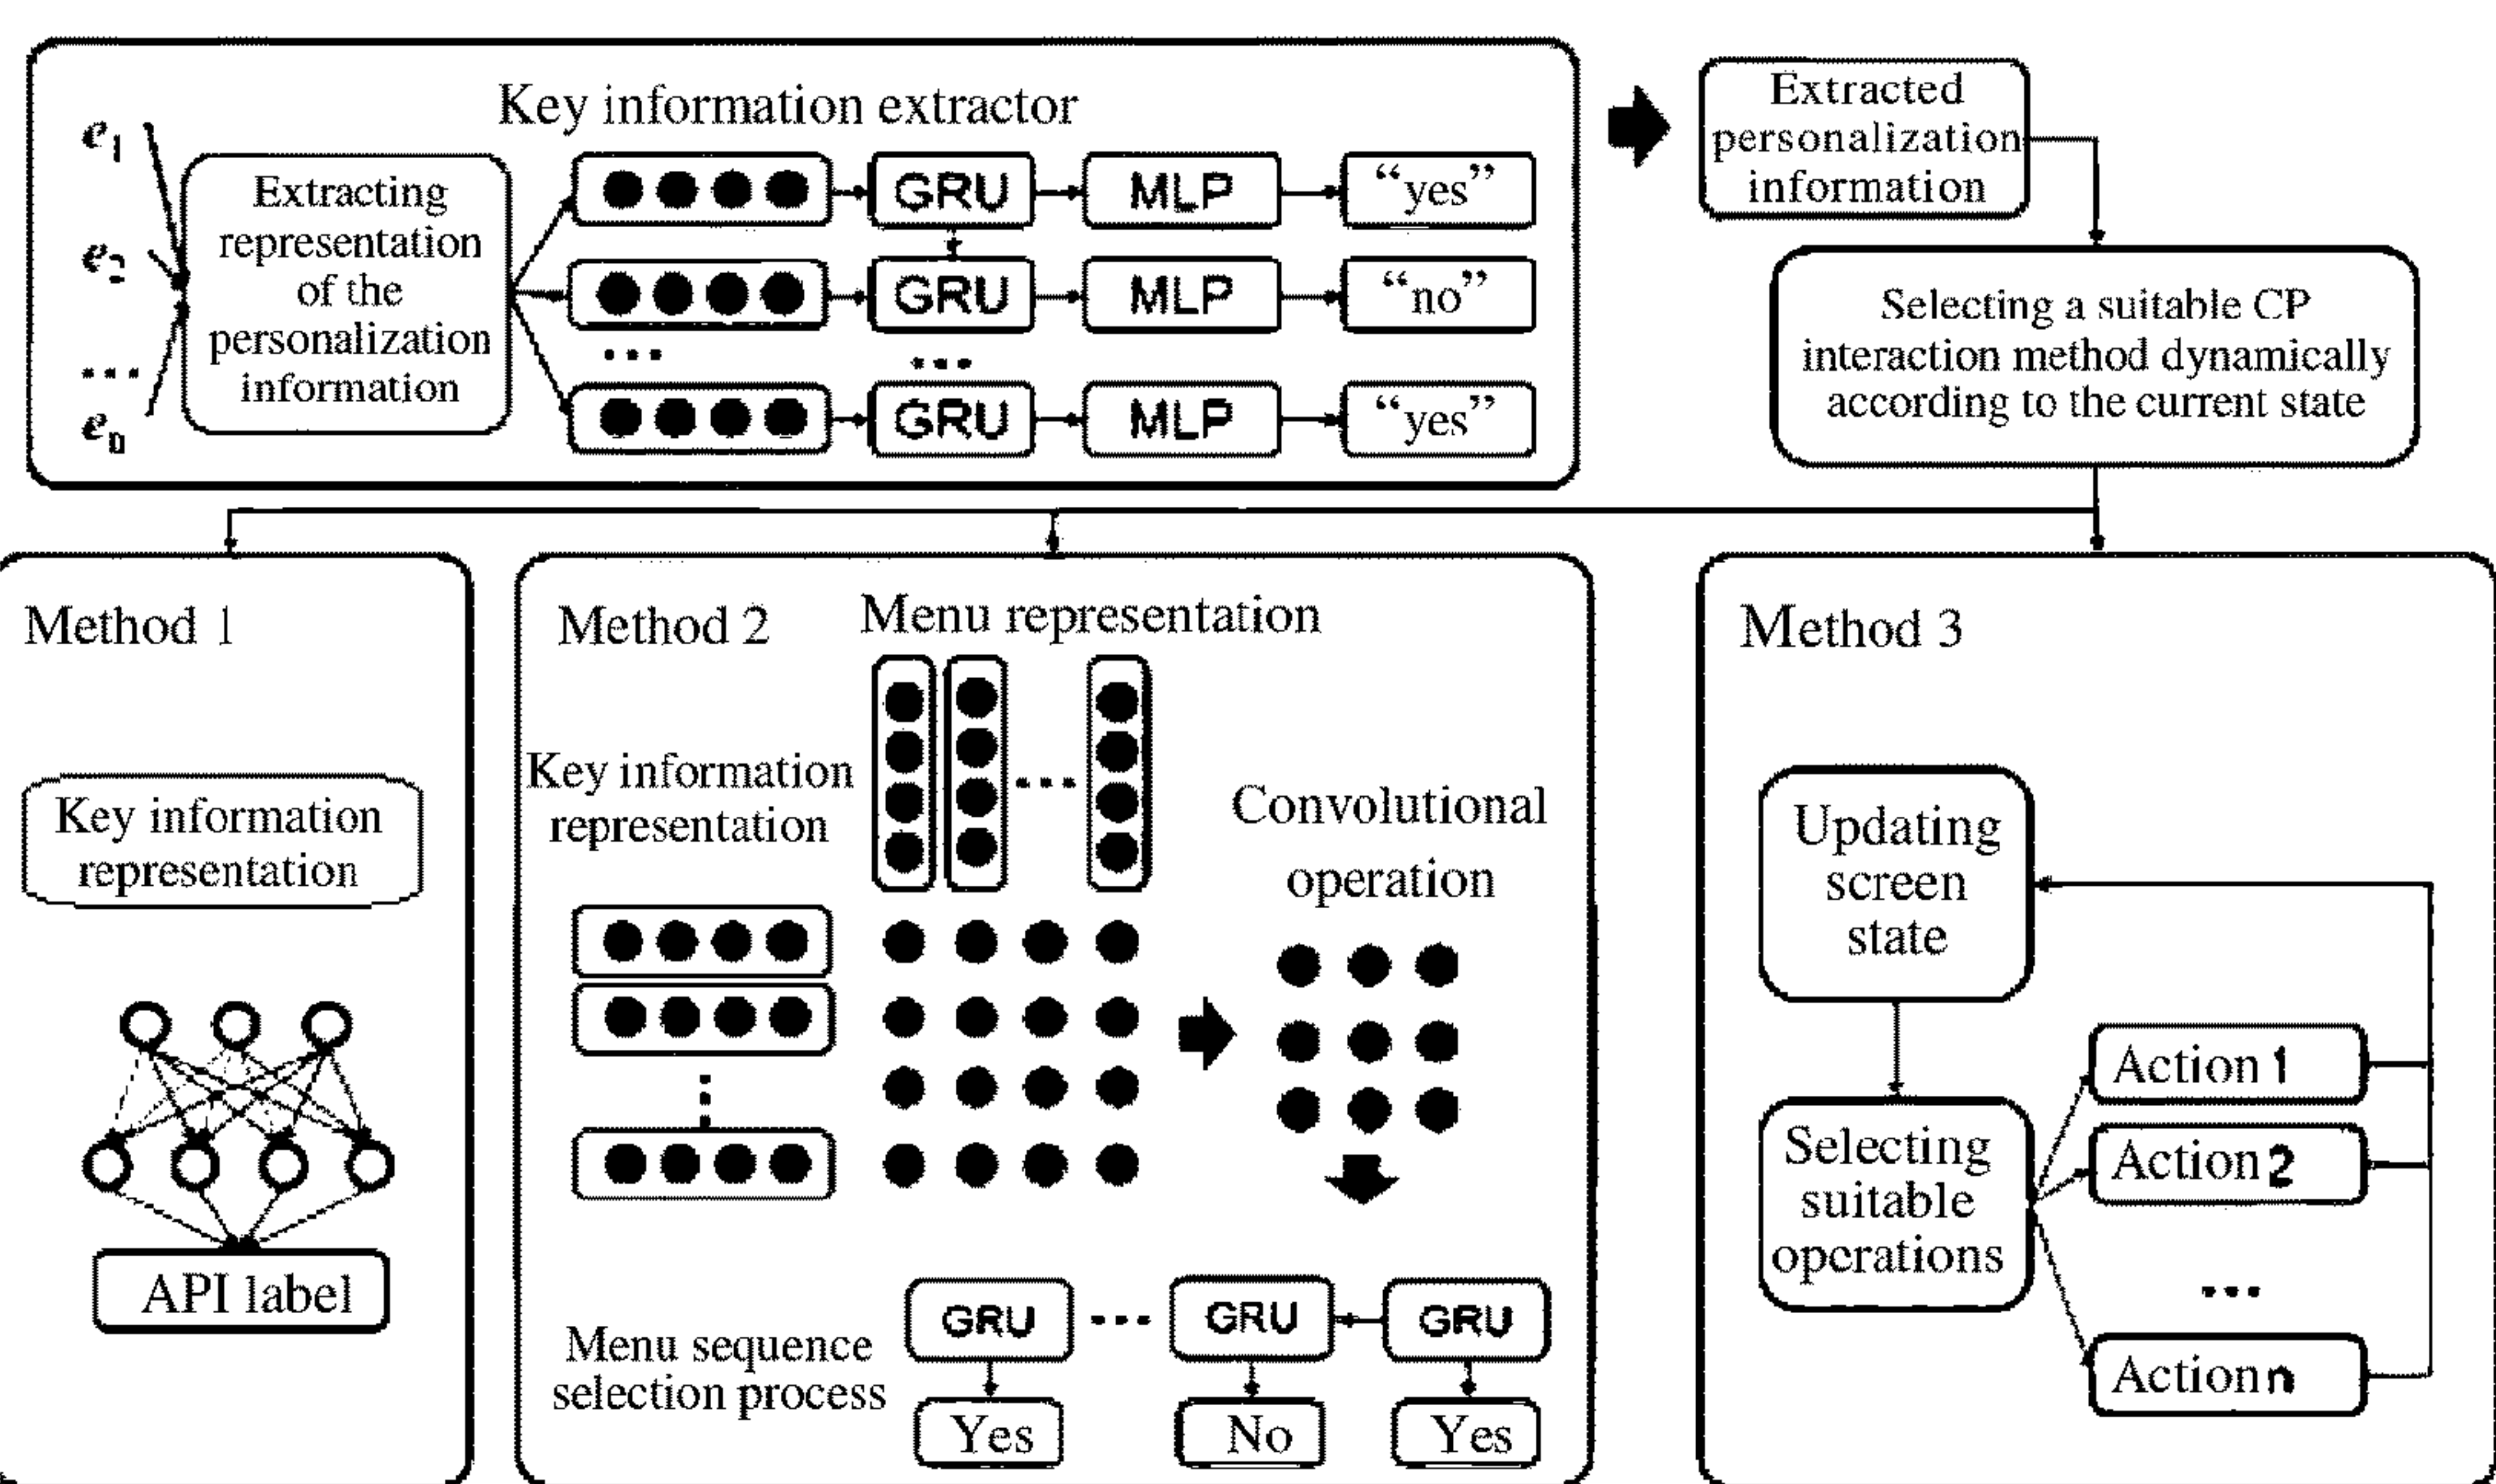 Key information extractor
e1
e2
...
en
Extracting
representation
of the
personalization
information
GRU MLP “yes”
GRU MLP “no”
... ...
GRU MLP “yes”
Extracted
personalization
information
Selecting a suitable CP
interaction method dynamically
according to the current state
Method 1
Key information
representation
API label
Method 2
Menu representation
...
Key information
representation
Convolutional
operation
Menu sequence
selection process
GRU ... GRU GRU
Yes No Yes
Method 3
Updating
screen
state
Selecting
suitable
operations
Action 1
Action 2
...
Action n